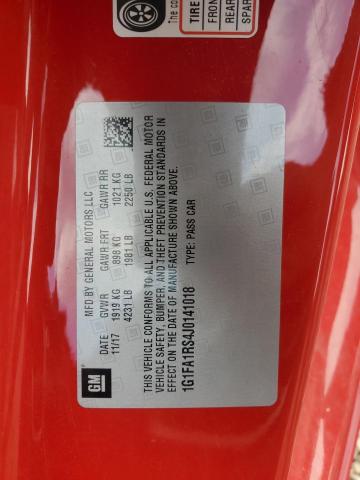 The co
TIRE
FRON
REAR
SPAR
GM
MFD BY GENERAL MOTORS LLC
DATE GVWR GAWR FRT GAWR RR
11/17 1919 KG 898 KG 1021 KG
4231 LB 1981 LB 2250 LB
THIS VEHICLE CONFORMS TO ALL APPLICABLE U.S. FEDERAL MOTOR
VEHICLE SAFETY, BUMPER, AND THEFT PREVENTION STANDARDS IN
EFFECT ON THE DATE OF MANUFACTURE SHOWN ABOVE.
1G1FA1RS4J0141018 TYPE: PASS CAR